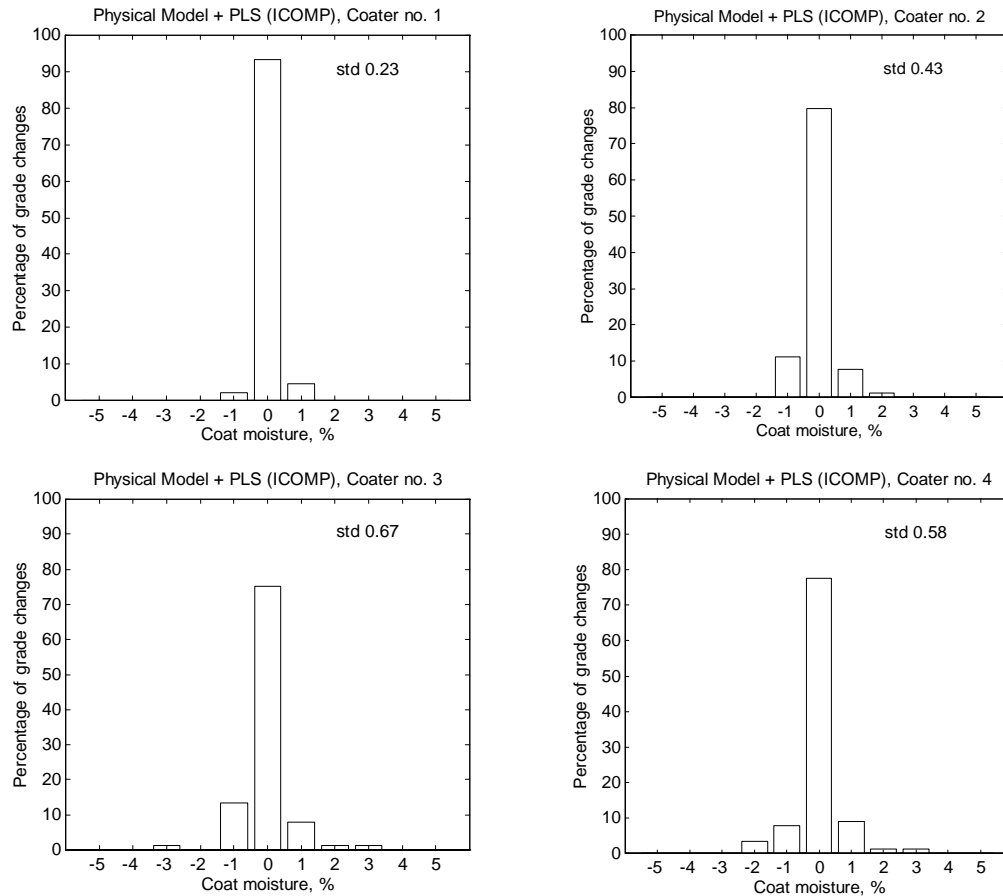 Physical Model + PLS (ICOMP), Coater no. 1
std 0.23
Percentage of grade changes
100
90
80
70
60
50
40
30
20
10
0
-5 -4 -3 -2 -1 0 1 2 3 4 5
Coat moisture, %
Physical Model + PLS (ICOMP), Coater no. 2
std 0.43
Percentage of grade changes
100
90
80
70
60
50
40
30
20
10
0
-5 -4 -3 -2 -1 0 1 2 3 4 5
Coat moisture, %
Physical Model + PLS (ICOMP), Coater no. 3
std 0.67
Percentage of grade changes
100
90
80
70
60
50
40
30
20
10
0
-5 -4 -3 -2 -1 0 1 2 3 4 5
Coat moisture, %
Physical Model + PLS (ICOMP), Coater no. 4
std 0.58
Percentage of grade changes
100
90
80
70
60
50
40
30
20
10
0
-5 -4 -3 -2 -1 0 1 2 3 4 5
Coat moisture, %